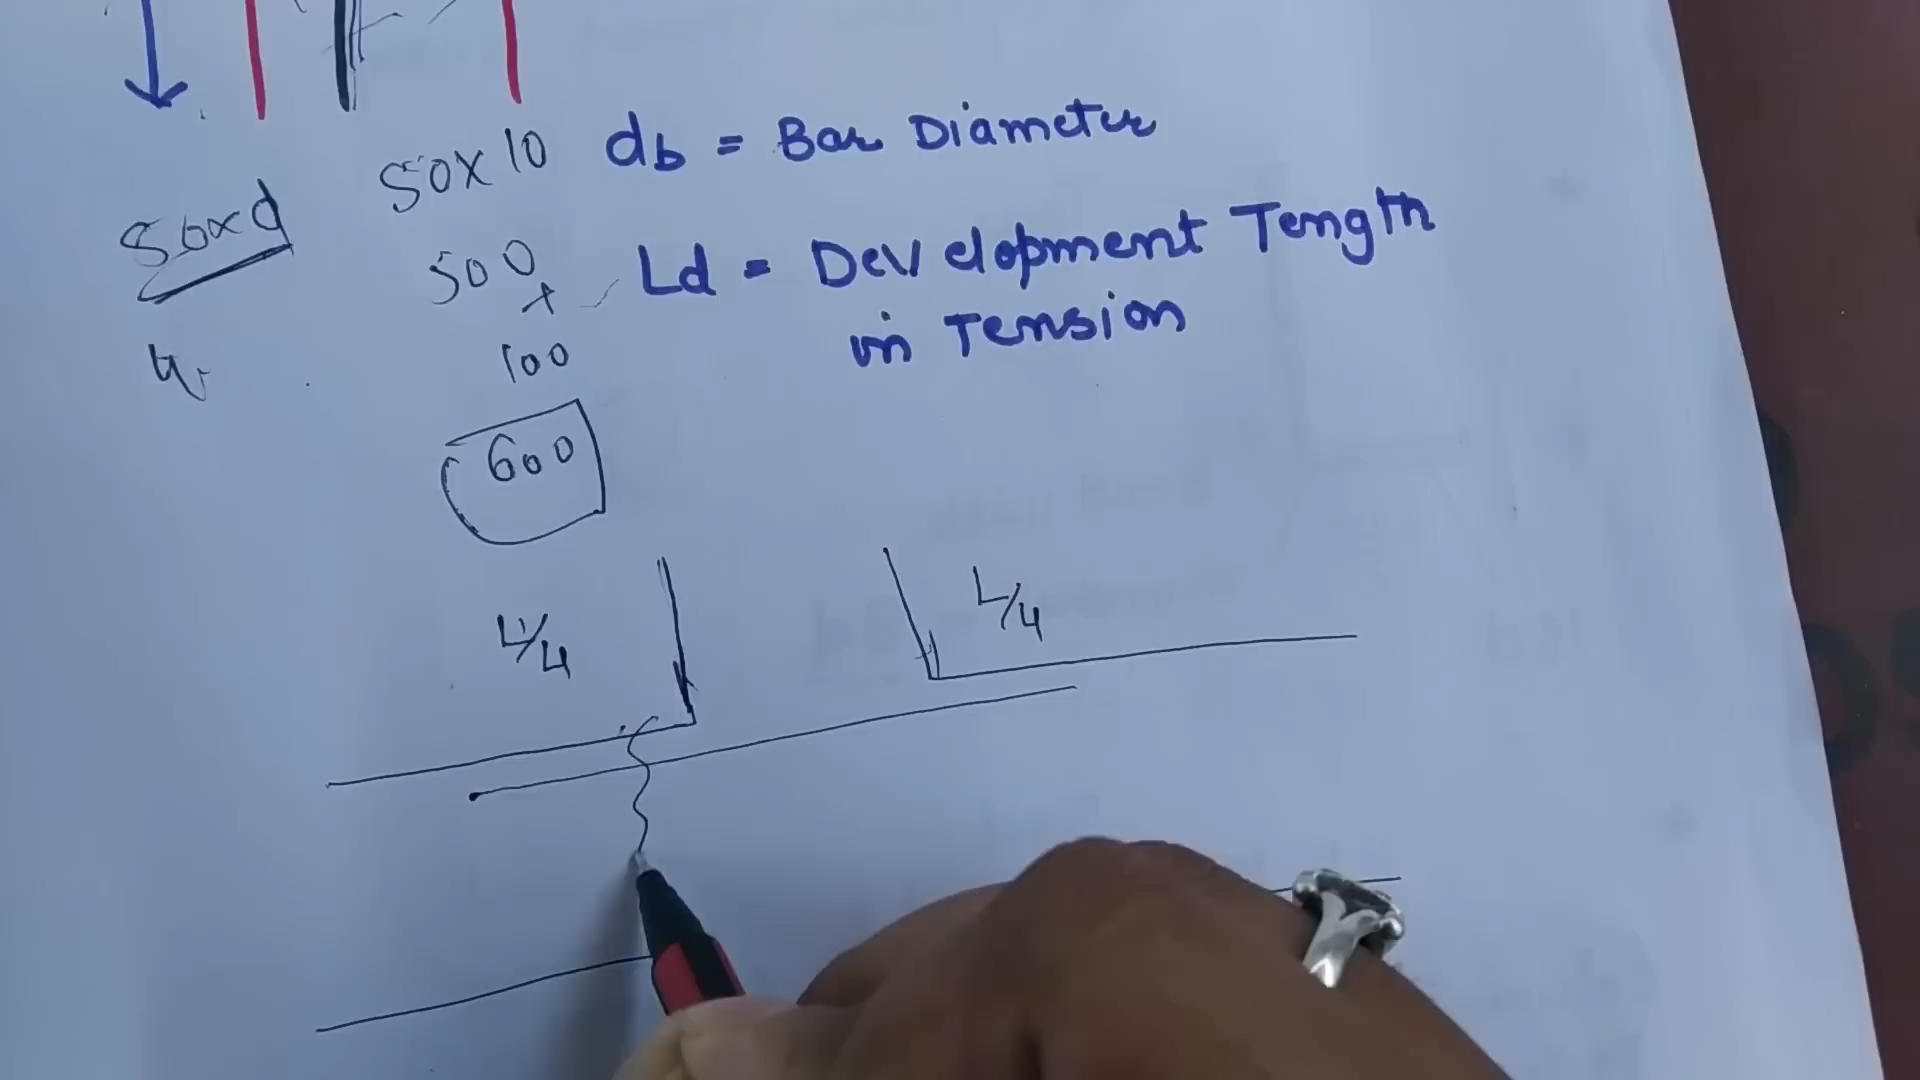 50x10 db = Bar Diameter
50xd
500 Ld = Development Tength
+
in Tension
100
600
L/4
L/4